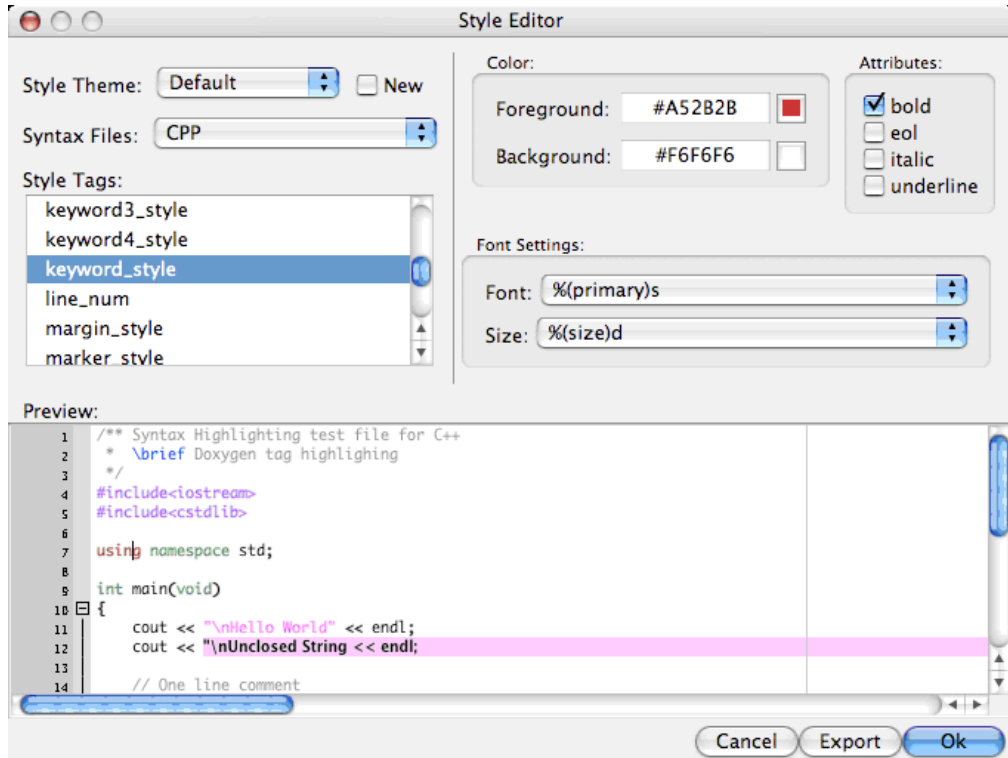 Style Editor
Style Theme: Default New
Syntax Files: CPP
Style Tags:
keyword3_style
keyword4_style
keyword_style
line_num
margin_style
marker_style
Color:
Foreground: #A52B2B
Background: #F6F6F6
Attributes:
bold
eol
italic
underline
Font Settings:
Font: %(primary)s
Size: %(size)d
Preview:
1 /** Syntax Highlighting test file for C++
2 * \brief Doxygen tag highlighing
3 */
4 #include<iostream>
5 #include<cstdlib>
6
7 using namespace std;
8
9 int main(void)
10 {
11 cout << "\nHello World" << endl;
12 cout << "\nUnclosed String << endl;
13
14 // One line comment
Cancel Export Ok